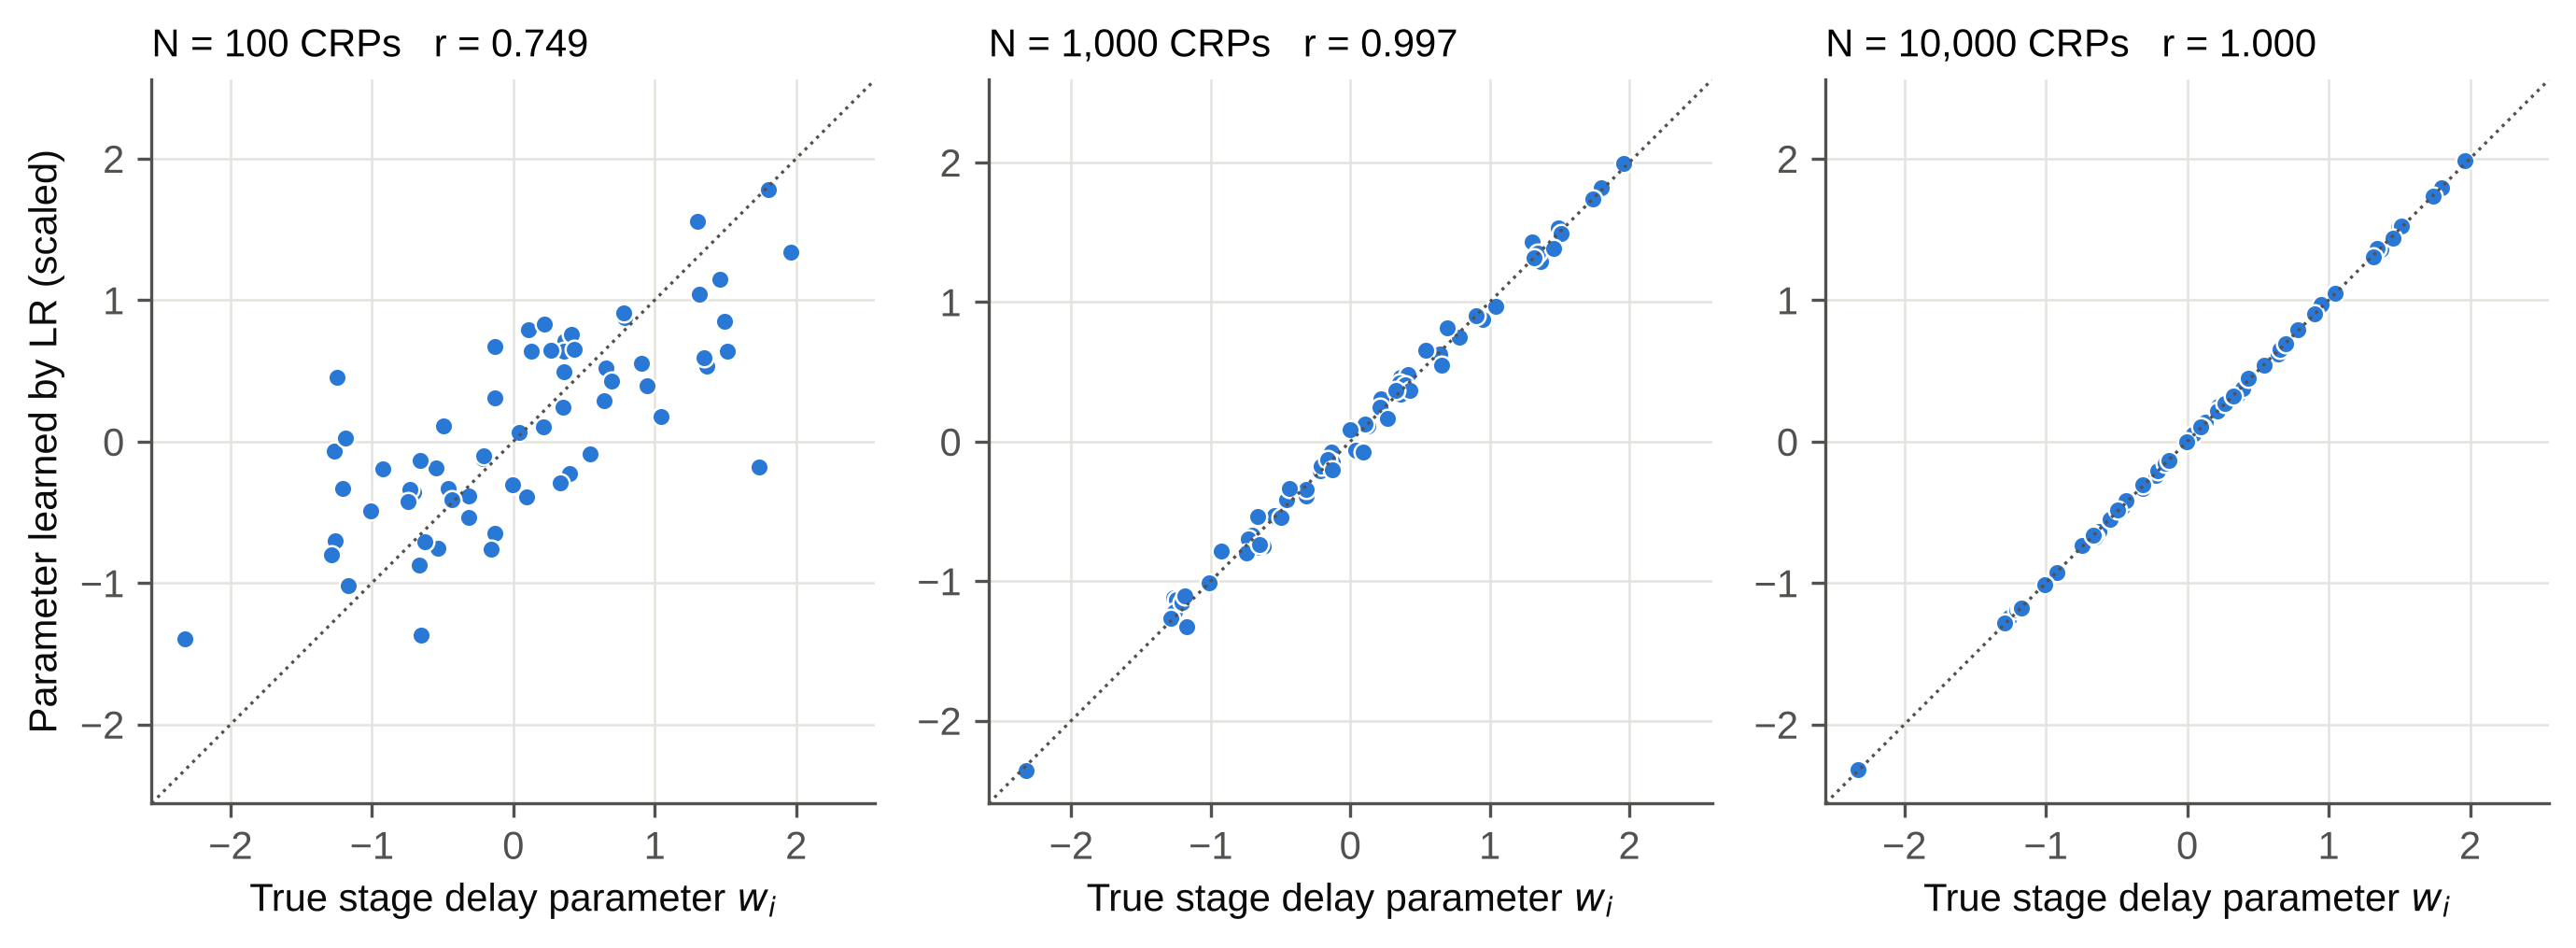 N = 100 CRPs   r = 0.749
N = 1,000 CRPs   r = 0.997
N = 10,000 CRPs   r = 1.000
Parameter learned by LR (scaled)
2
1
0
−1
−2
−2 −1 0 1 2
True stage delay parameter wᵢ
2
1
0
−1
−2
−2 −1 0 1 2
True stage delay parameter wᵢ
2
1
0
−1
−2
−2 −1 0 1 2
True stage delay parameter wᵢ